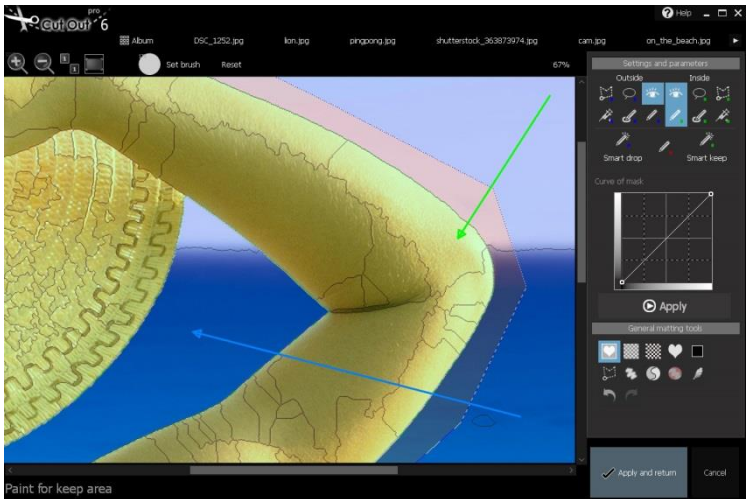 pro
CutOut 6
Help
Album
DSC_1252.jpg
lion.jpg
pingpong.jpg
shutterstock_363873974.jpg
cam.jpg
on_the_beach.jpg
Set brush
Reset
67%
Settings and parameters
Outside
Inside
Smart drop
Smart keep
Curve of mask
Apply
General matting tools
Apply and return
Cancel
Paint for keep area